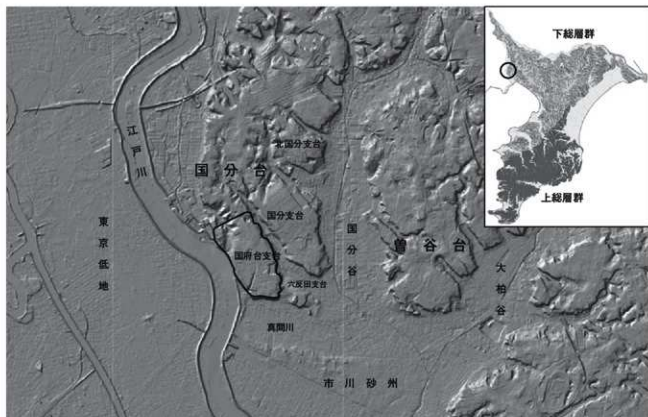 下総層群
上総層群
江戸川
北国分支台
国分台
国分支台
東京低地
国分谷
国府台支台
曽谷台
大柏谷
六反田支台
真間川
市川砂州